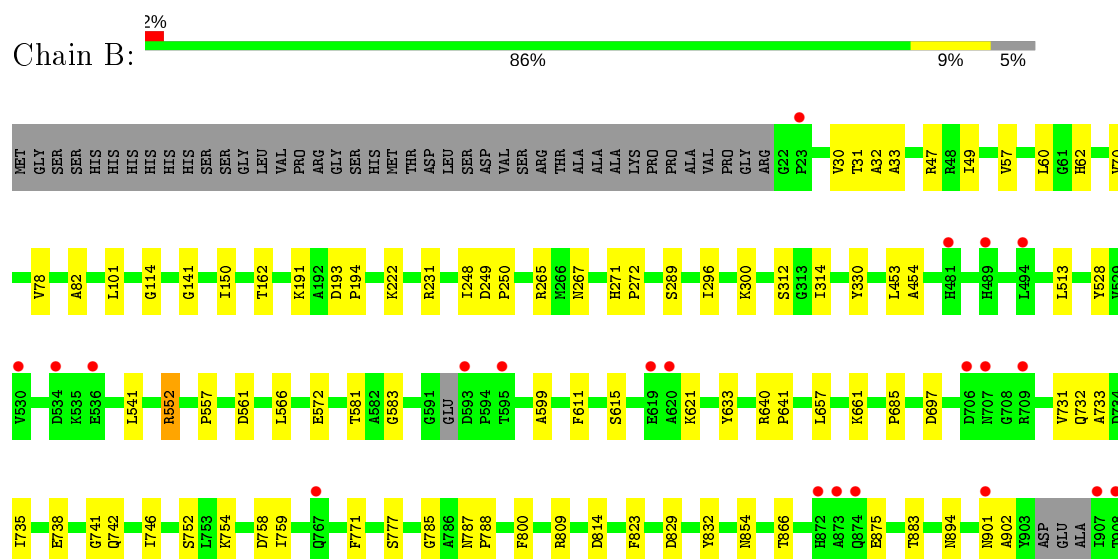 2%
Chain B:
86% 9% 5%
MET GLY SER SER HIS HIS HIS HIS HIS HIS SER SER GLY LEU VAL PRO ARG GLY SER HIS MET THR ASP LEU SER ASP VAL SER ARG THR ALA ALA ALA LYS PRO PRO ALA VAL PRO GLY ARG G22 P23 V30 T31 A32 A33 R47 R48 I49 V57 L60 G61 H62
V78 A82 L101 G114 G141 I150 T162 K191 A192 D193 P194 K222 R231 I248 D249 P250 R265 M266 N267 H271 P272 S289 I296 K300 S312 G313 I314 Y330 L453 A454 H481 H489 L494 L513 Y528
V530 D534 K535 E536 L541 R552 P557 D561 L566 E572 T581 A582 G583 G591 GLU D593 P594 T595 A599 F611 S615 E619 A620 K621 Y633 R640 P641 L657 K661 P685 D697 D706 N707 G708 R709 V731 Q732 A733
I735 E738 G741 Q742 I746 S752 L753 K754 D758 I759 Q767 F771 S777 G785 A786 N787 P788 F800 R809 D814 F823 D829 Y832 N854 T866 H872 A873 Q874 E875 T883 N894 N901 A902 Y903 ASP GLU ALA I907